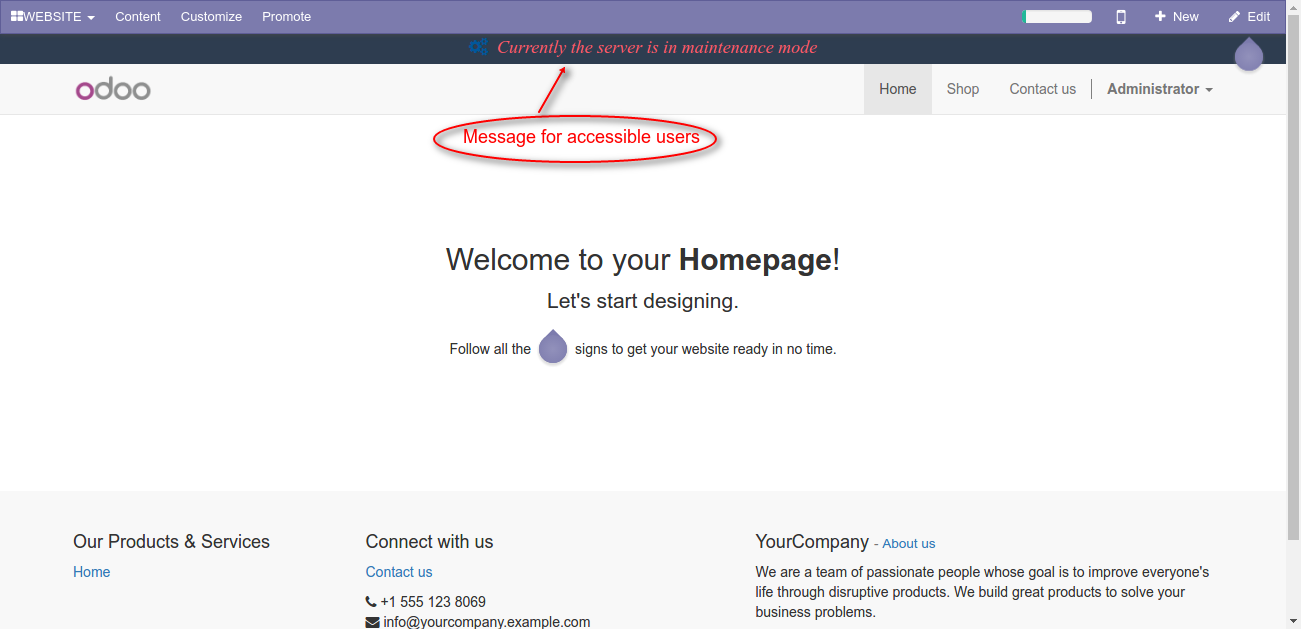 WEBSITE Content Customize Promote New Edit
Currently the server is in maintenance mode
odoo Home Shop Contact us Administrator
Message for accessible users
Welcome to your Homepage!
Let's start designing.
Follow all the signs to get your website ready in no time.
Our Products & Services
Home
Connect with us
Contact us
+1 555 123 8069
info@yourcompany.example.com
YourCompany - About us
We are a team of passionate people whose goal is to improve everyone's
life through disruptive products. We build great products to solve your
business problems.